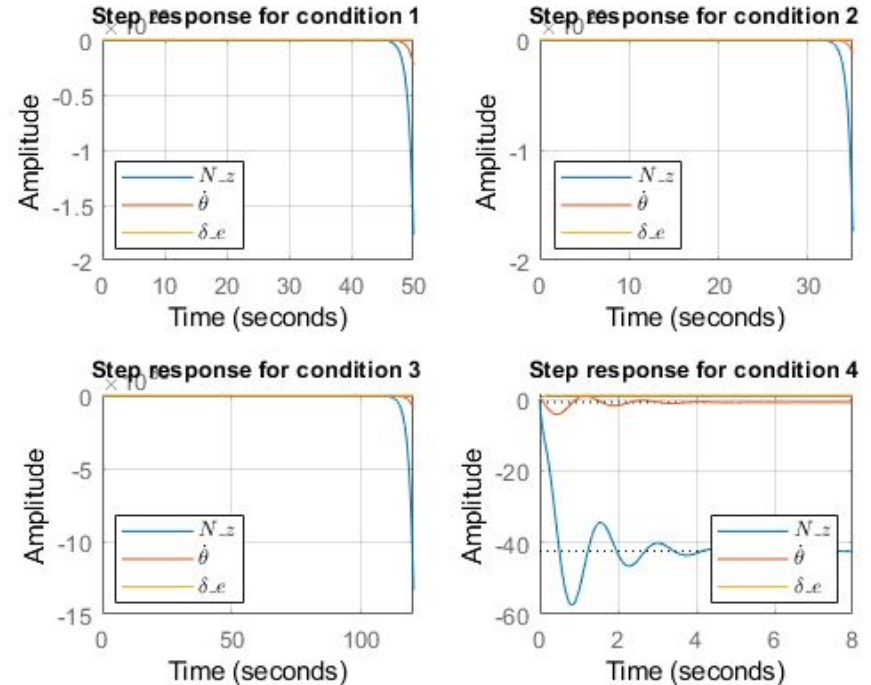 Step response for condition 1
× 10
Amplitude
0
-0.5
-1
-1.5
-2
N_z
θ̇
δ_e
0 10 20 30 40 50
Time (seconds)
Step response for condition 2
× 10
Amplitude
0
-1
-2
N_z
θ̇
δ_e
0 10 20 30
Time (seconds)
Step response for condition 3
× 10
Amplitude
0
-5
-10
-15
N_z
θ̇
δ_e
0 50 100
Time (seconds)
Step response for condition 4
Amplitude
0
-20
-40
-60
N_z
θ̇
δ_e
0 2 4 6 8
Time (seconds)